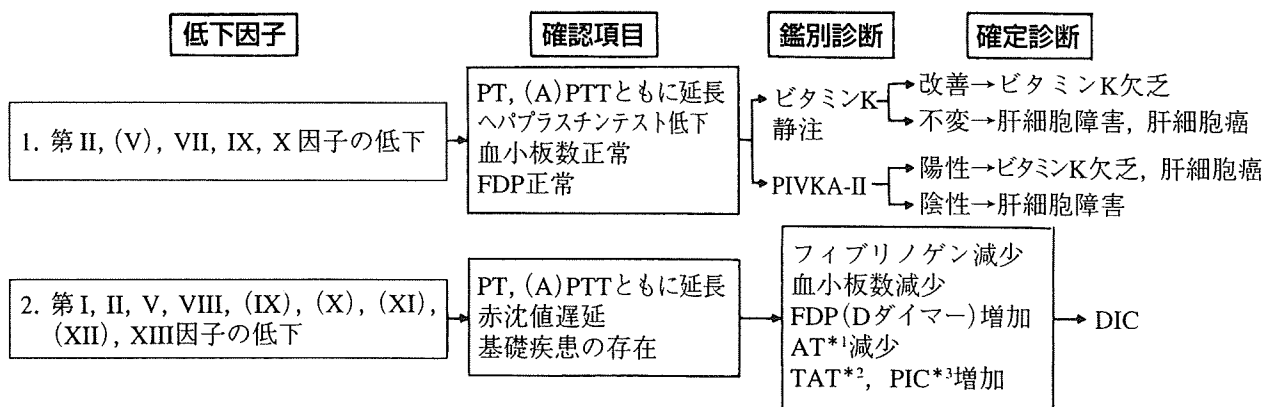 低下因子
確認項目
鑑別診断
確定診断
1. 第 II, (V), VII, IX, X 因子の低下
PT, (A)PTTともに延長
ヘパプラスチンテスト低下
血小板数正常
FDP正常
ビタミンK
静注
改善→ビタミンK欠乏
不変→肝細胞障害, 肝細胞癌
PIVKA-II
陽性→ビタミンK欠乏, 肝細胞癌
陰性→肝細胞障害
2. 第 I, II, V, VIII, (IX), (X), (XI),
(XII), XIII因子の低下
PT, (A)PTTともに延長
赤沈値遅延
基礎疾患の存在
フィブリノゲン減少
血小板数減少
FDP(Dダイマー)増加
AT*¹減少
TAT*², PIC*³増加
DIC